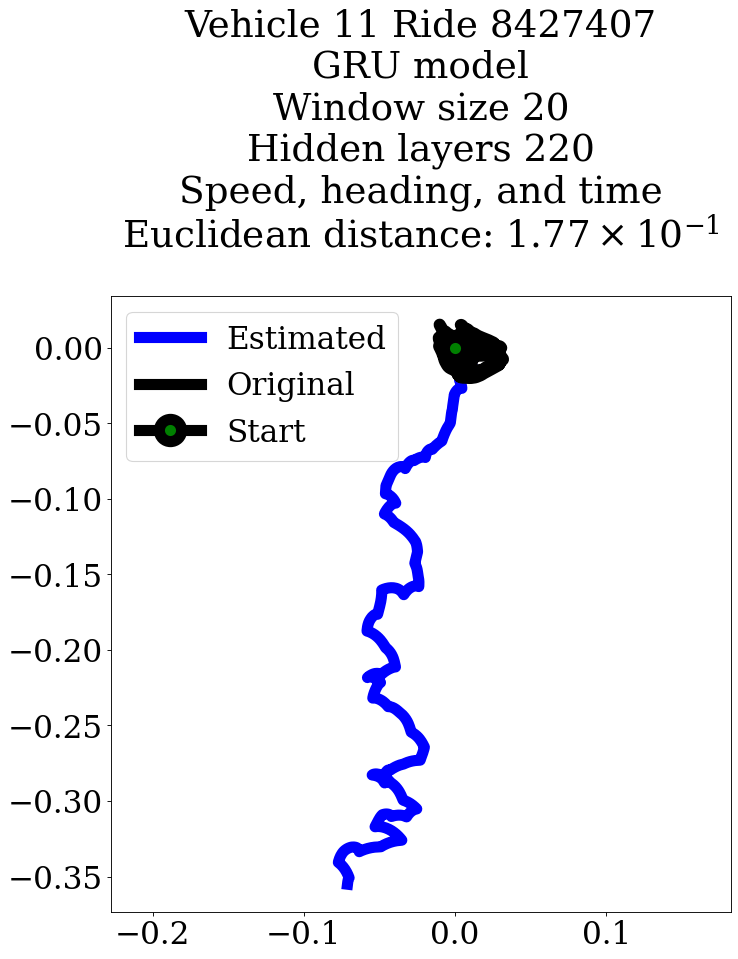 Vehicle 11 Ride 8427407
GRU model
Window size 20
Hidden layers 220
Speed, heading, and time
Euclidean distance: 1.77 × 10⁻¹
Estimated
Original
Start
0.00
−0.05
−0.10
−0.15
−0.20
−0.25
−0.30
−0.35
−0.2 −0.1 0.0 0.1